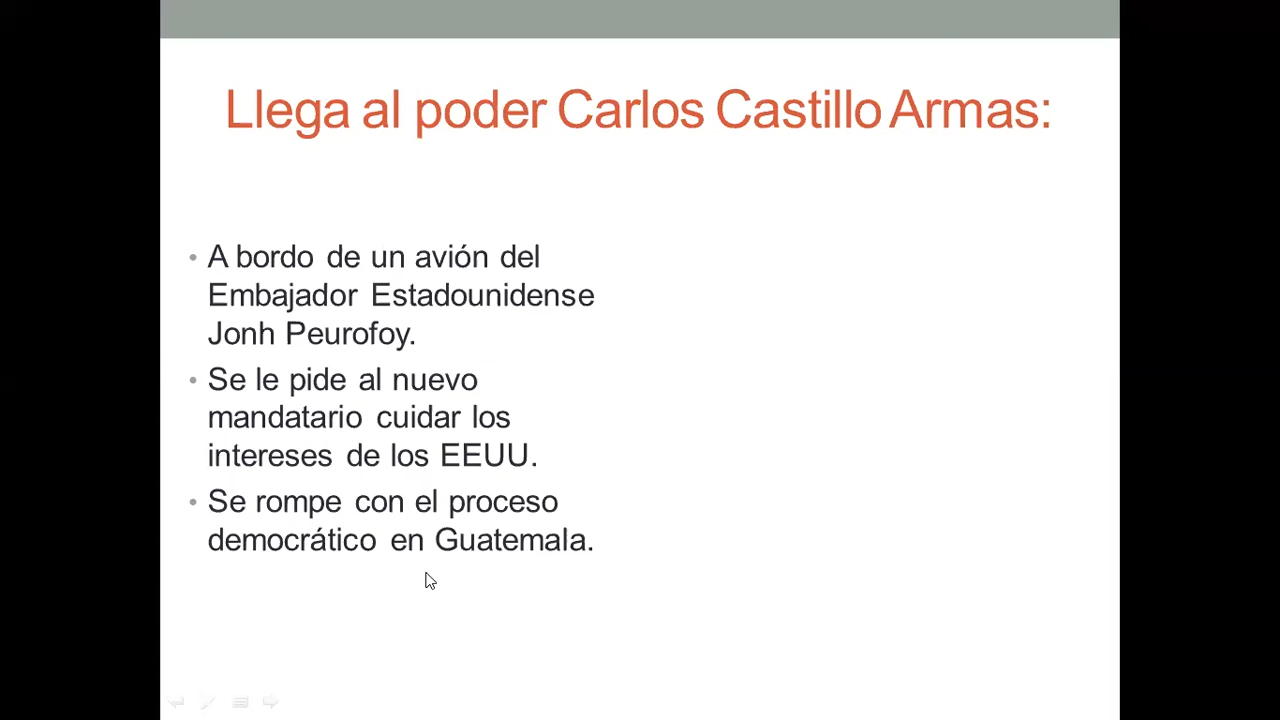 Llega al poder Carlos Castillo Armas:
• A bordo de un avión del
Embajador Estadounidense
Jonh Peurofoy.
• Se le pide al nuevo
mandatario cuidar los
intereses de los EEUU.
• Se rompe con el proceso
democrático en Guatemala.